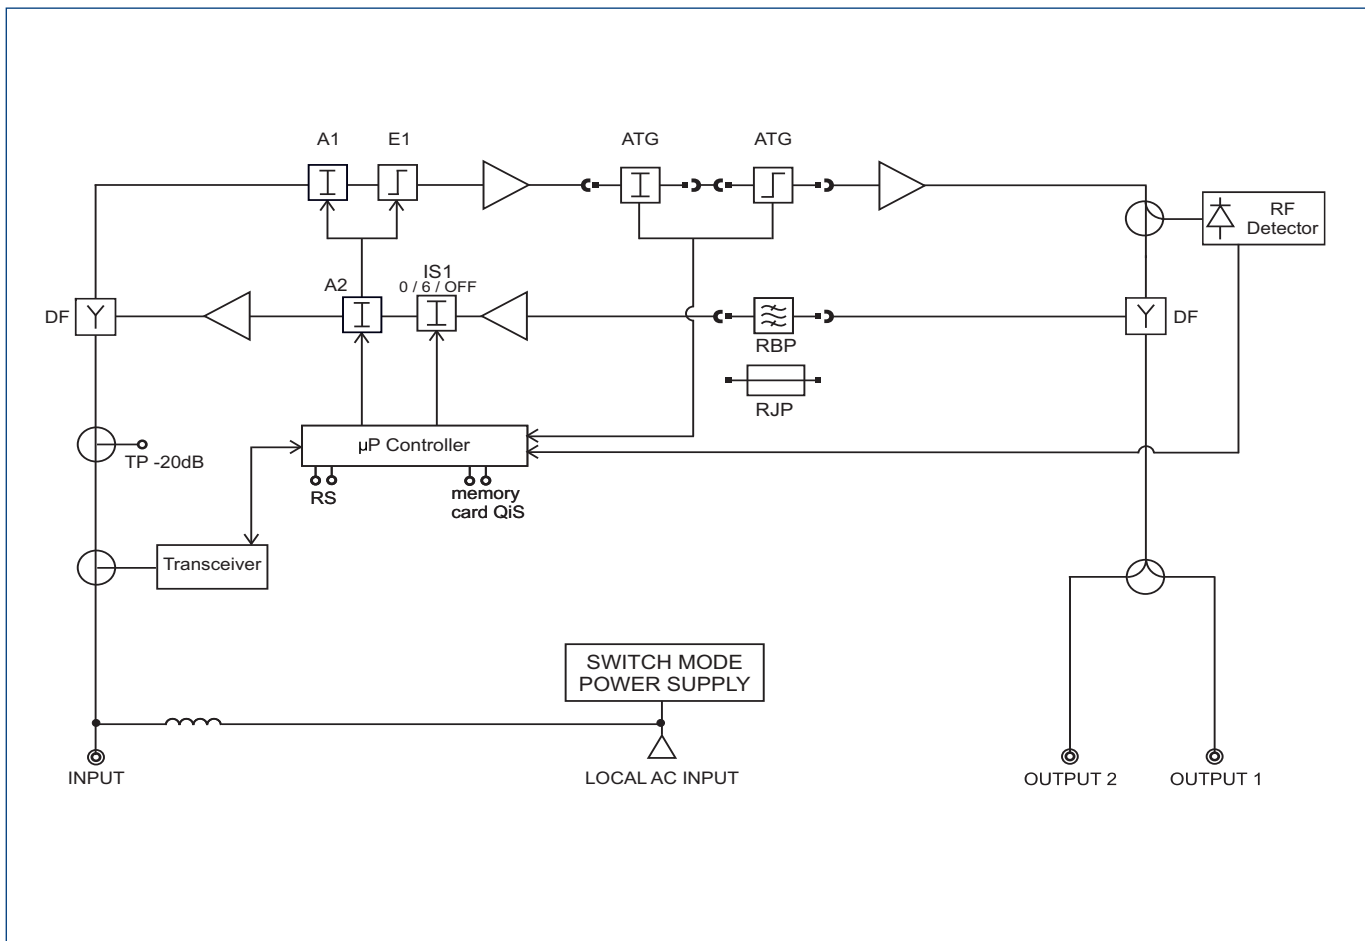 A1
E1
ATG
ATG
RF
Detector
A2
IS1
0 / 6 / OFF
DF
DF
RBP
RJP
µP Controller
TP -20dB
RS
memory
card QiS
Transceiver
SWITCH MODE
POWER SUPPLY
INPUT
LOCAL AC INPUT
OUTPUT 2
OUTPUT 1